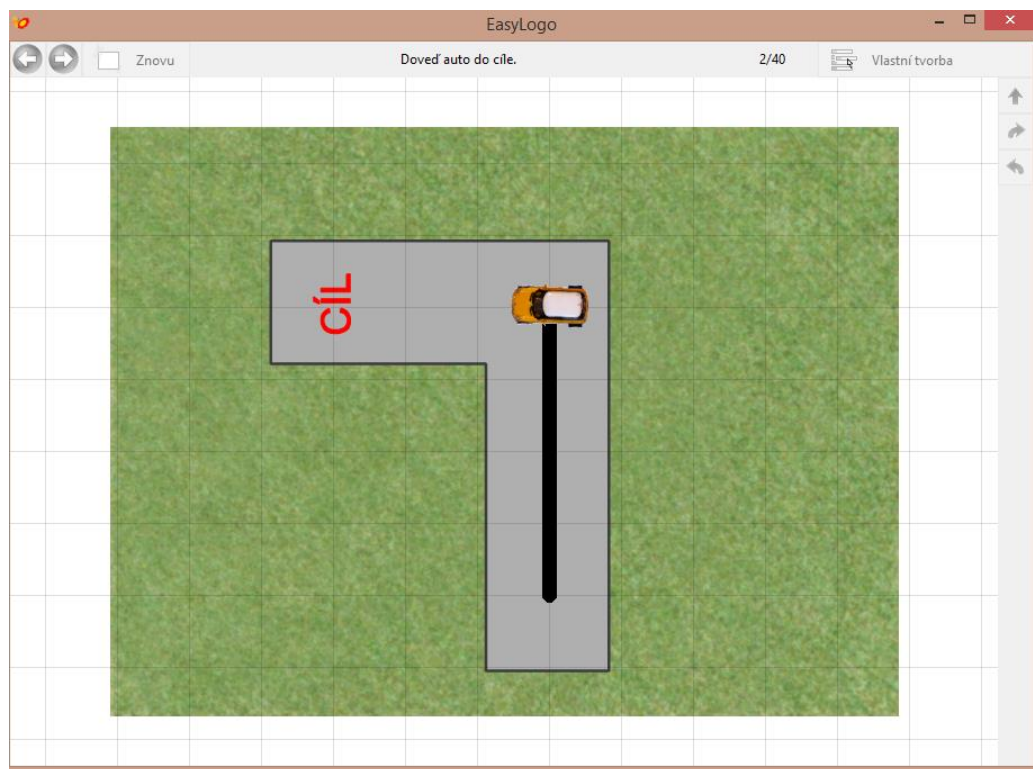 EasyLogo
Znovu
Doveď auto do cíle.
2/40
Vlastní tvorba
CÍL